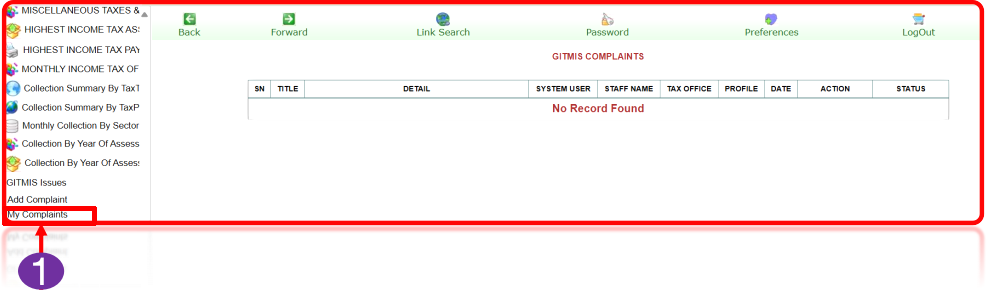 MISCELLANEOUS TAXES &
HIGHEST INCOME TAX AS
HIGHEST INCOME TAX PAY
MONTHLY INCOME TAX OF
Collection Summary By TaxT
Collection Summary By TaxP
Monthly Collection By Sector
Collection By Year Of Assess
Collection By Year Of Asses
GITMIS Issues
Add Complaint
My Complaints
1
Back Forward Link Search Password Preferences LogOut
GITMIS COMPLAINTS
SN TITLE DETAIL SYSTEM USER STAFF NAME TAX OFFICE PROFILE DATE ACTION STATUS
No Record Found